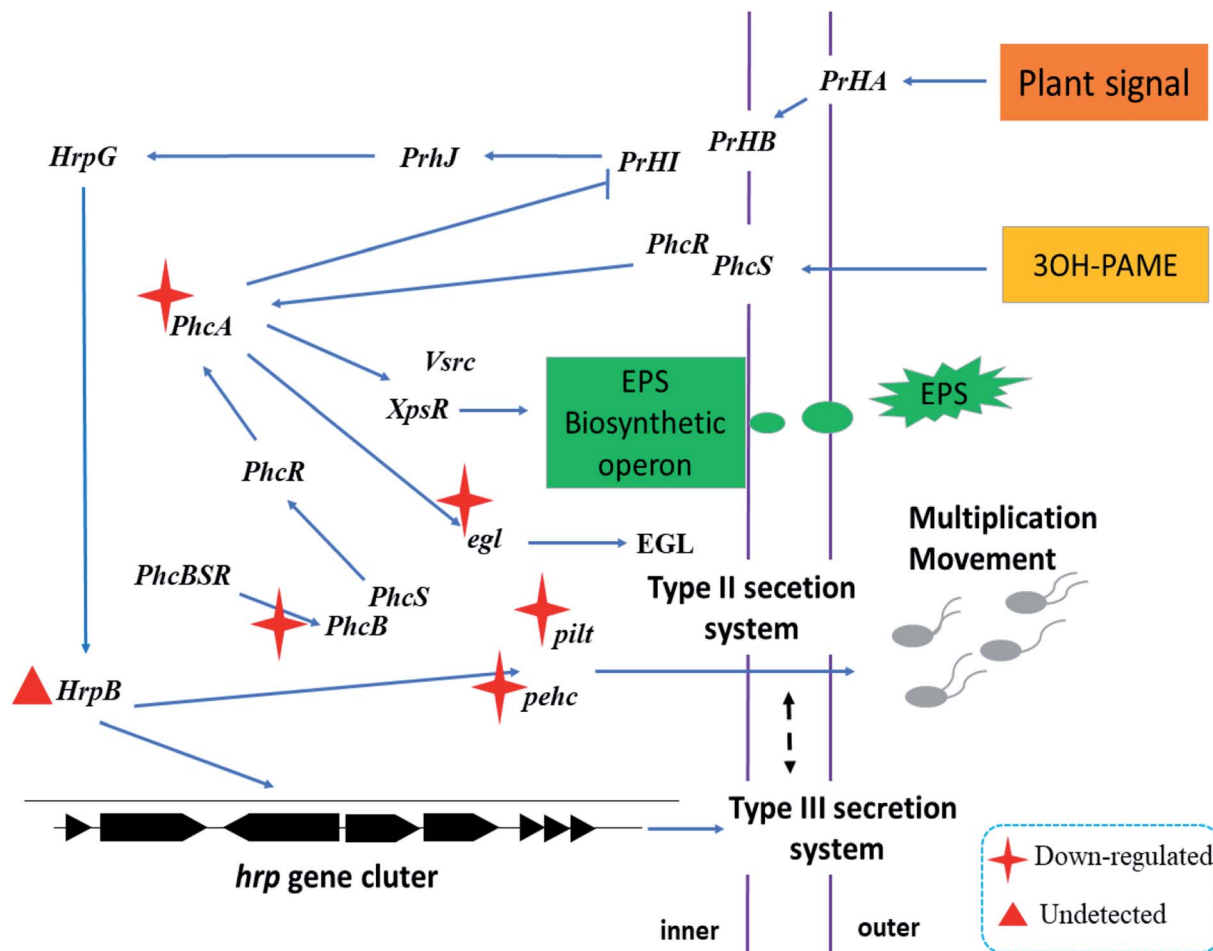 Plant signal
PrHA
PrHB
HrpG
PrhJ
PrHI
PhcR
PhcS
3OH-PAME
PhcA
Vsrc
XpsR
EPS
Biosynthetic
operon
EPS
PhcR
egl
EGL
Multiplication
Movement
PhcBSR
PhcS
PhcB
Type II secetion
system
pilt
HrpB
pehc
Type III secretion
system
hrp gene cluter
inner
outer
Down-regulated
Undetected